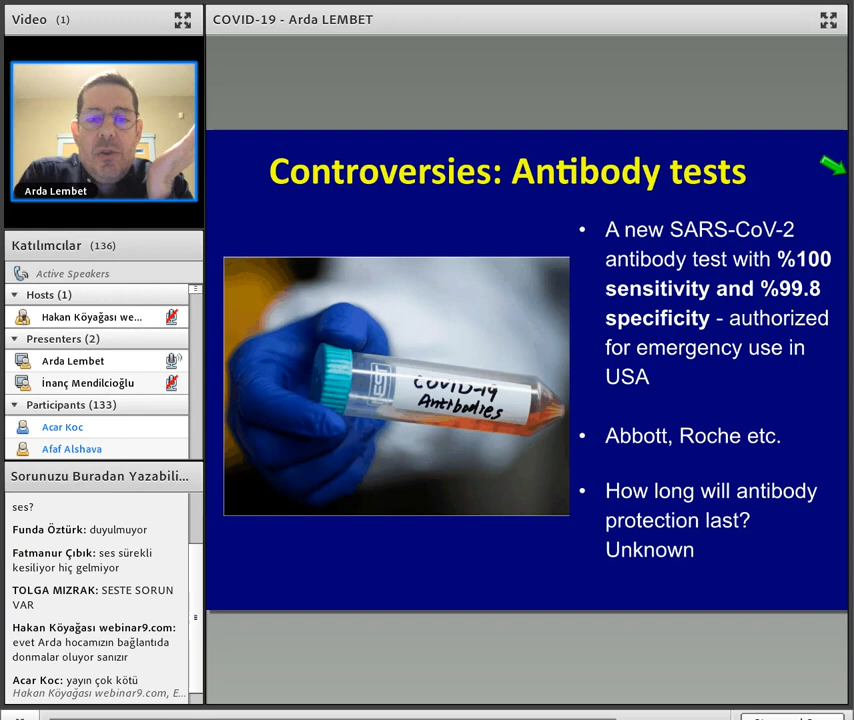 Video (1)
Arda Lembet
Katılımcılar (136)
Active Speakers
Hosts (1)
Hakan Köyağası we...
Presenters (2)
Arda Lembet
İnanç Mendilcioğlu
Participants (133)
Acar Koc
Afaf Alshava
Sorunuzu Buradan Yazabili...
ses?
Funda Öztürk: duyulmuyor
Fatmanur Çıbık: ses sürekli
kesiliyor hiç gelmiyor
TOLGA MIZRAK: SESTE SORUN
VAR
Hakan Köyağası webinar9.com:
evet Arda hocamızın bağlantıda
donmalar oluyor sanızır
Acar Koc: yayın çok kötü
Hakan Köyağası webinar9.com, E...
COVID-19 - Arda LEMBET
Controversies: Antibody tests
TEST
COVID-19
Antibodies
• A new SARS-CoV-2
antibody test with %100
sensitivity and %99.8
specificity - authorized
for emergency use in
USA
• Abbott, Roche etc.
• How long will antibody
protection last?
Unknown